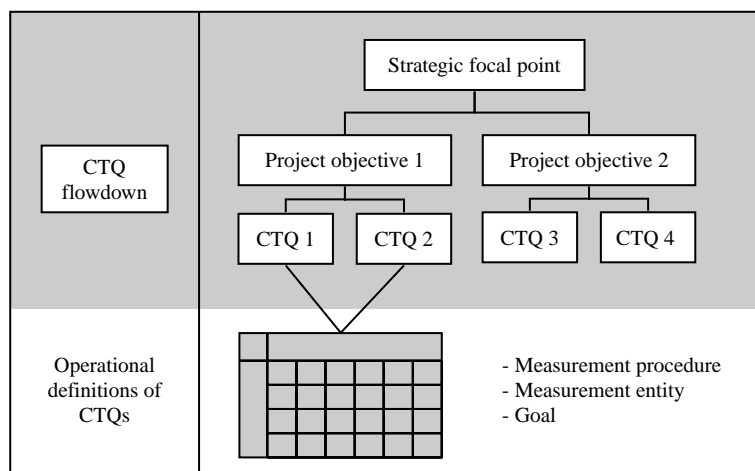 Strategic focal point
CTQ
flowdown
Project objective 1
Project objective 2
CTQ 1
CTQ 2
CTQ 3
CTQ 4
Operational
definitions of
CTQs
- Measurement procedure
- Measurement entity
- Goal